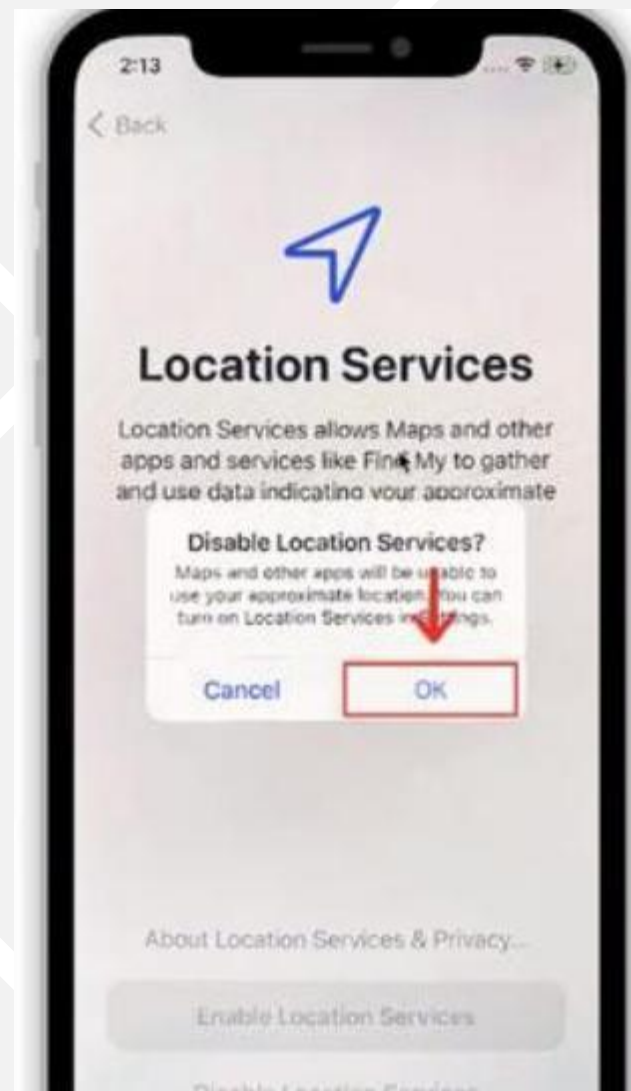 2:13
< Back
Location Services
Location Services allows Maps and other
apps and services like Find My to gather
and use data indicating your approximate
Disable Location Services?
Maps and other apps will be unable to
use your approximate location. You can
turn on Location Services in Settings.
Cancel
OK
About Location Services & Privacy...
Enable Location Services
Disable Location Services